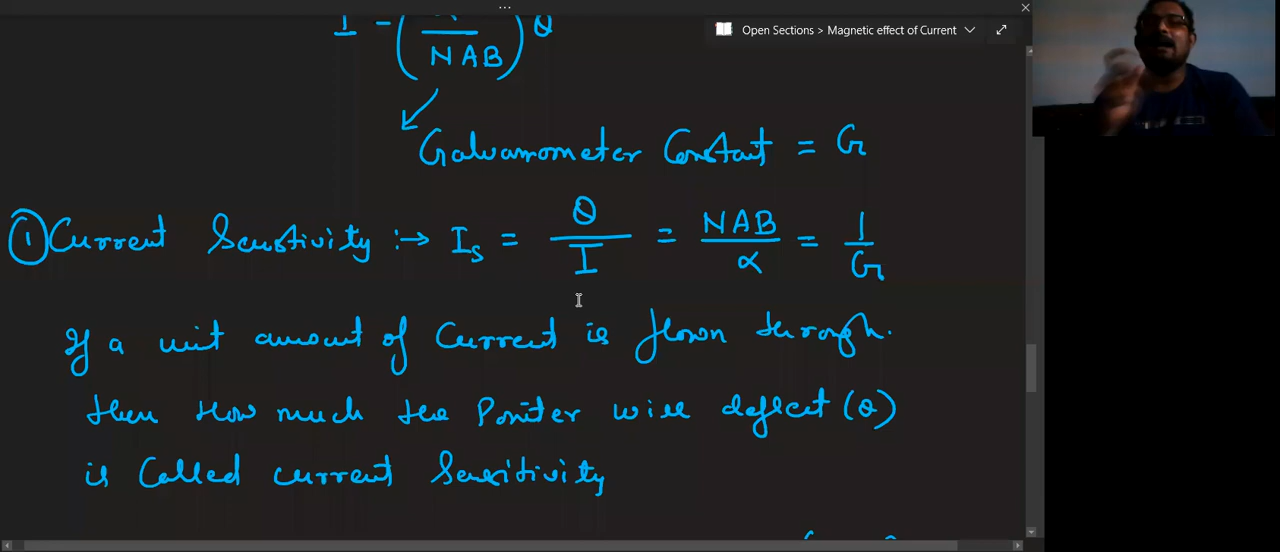 ...
Open Sections > Magnetic effect of Current
I = ( / NAB) θ
Galvanometer Constant = G
① Current Sensitivity :→ Is = θ/I = NAB/α = 1/G
If a unit amount of Current is flown through.
then How much the Pointer will deflect (θ)
is Called current Sensitivity